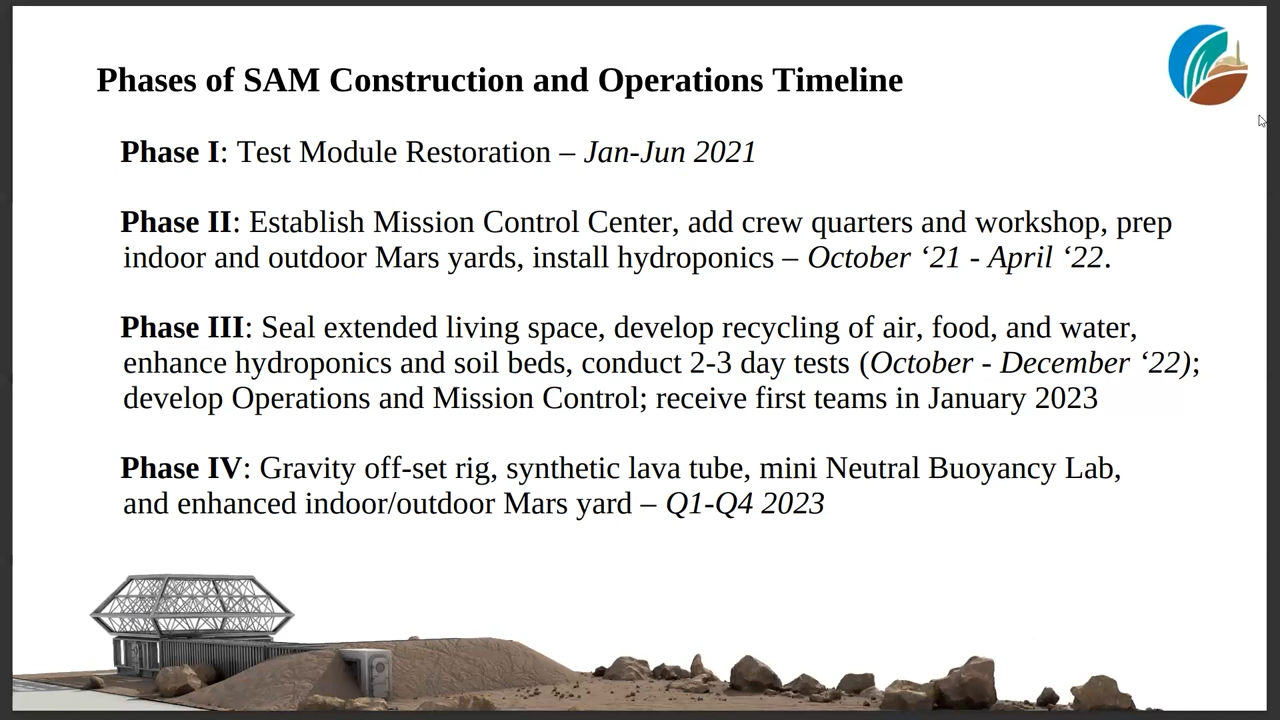 Phases of SAM Construction and Operations Timeline
Phase I: Test Module Restoration – Jan-Jun 2021
Phase II: Establish Mission Control Center, add crew quarters and workshop, prep
indoor and outdoor Mars yards, install hydroponics – October ‘21 - April ‘22.
Phase III: Seal extended living space, develop recycling of air, food, and water,
enhance hydroponics and soil beds, conduct 2-3 day tests (October - December ‘22);
develop Operations and Mission Control; receive first teams in January 2023
Phase IV: Gravity off-set rig, synthetic lava tube, mini Neutral Buoyancy Lab,
and enhanced indoor/outdoor Mars yard – Q1-Q4 2023